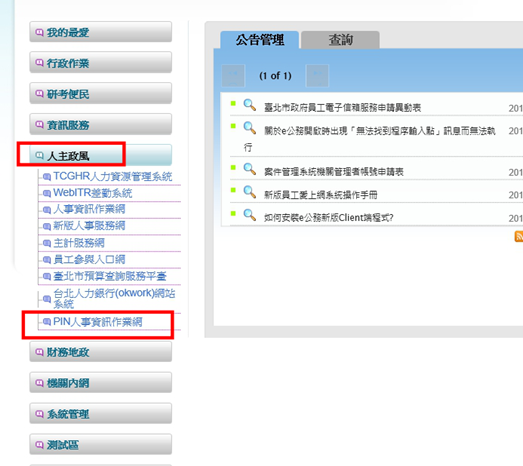 我的最愛
行政作業
研考便民
資訊服務
人主政風
TCGHR人力資源管理系統
WebITR差勤系統
人事資訊作業網
新版人事服務網
主計服務網
員工參與入口網
臺北市預算查詢服務平臺
台北人力銀行(okwork)網站
系統
PIN人事資訊作業網
財務地政
機關內網
系統管理
測試區
公告管理
查詢
(1 of 1)
臺北市政府員工電子信箱服務申請異動表
201
關於e公務開啟時出現「無法找到程序輸入點」訊息而無法執
201
行
案件管理系統機關管理者帳號申請表
201
新版員工愛上網系統操作手冊
201
如何安裝e公務新版Client端程式?
201